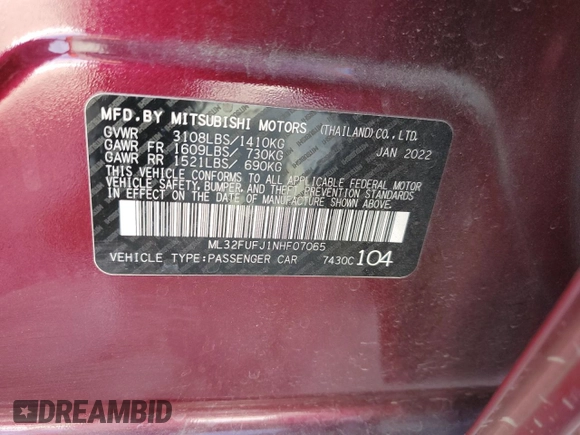 MFD.BY MITSUBISHI MOTORS (THAILAND) CO.,LTD.
GVWR 3108LBS/1410KG JAN 2022
GAWR FR 1609LBS/ 730KG
GAWR RR 1521LBS/ 690KG
THIS VEHICLE CONFORMS TO ALL APPLICABLE FEDERAL MOTOR
VEHICLE SAFETY, BUMPER, AND THEFT PREVENTION STANDARDS
IN EFFECT ON THE DATE OF MANUFACTURE SHOWN ABOVE.
ML32FUFJ1NHF07065
VEHICLE TYPE:PASSENGER CAR 7430C 104
DREAMBID